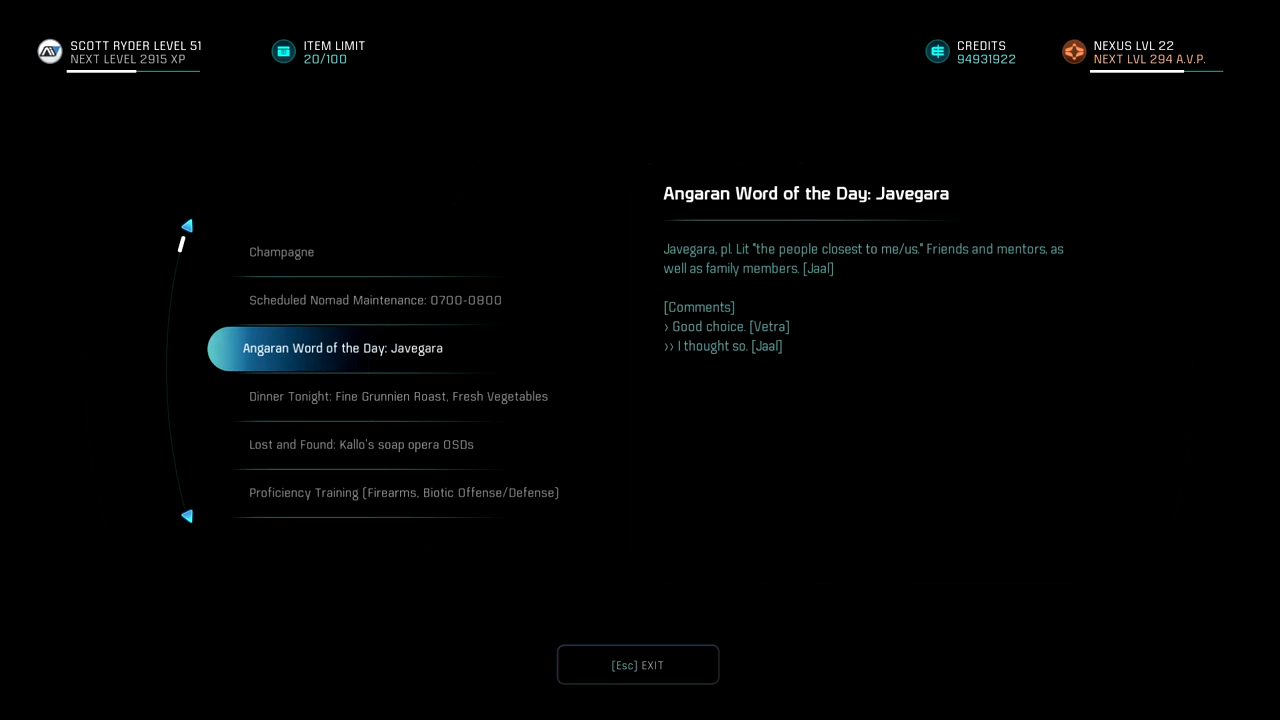 SCOTT RYDER LEVEL 51
NEXT LEVEL 2915 XP
ITEM LIMIT
20/100
CREDITS
94931922
NEXUS LVL 22
NEXT LVL 294 A.V.P.
Champagne
Scheduled Nomad Maintenance: 0700-0800
Angaran Word of the Day: Javegara
Dinner Tonight: Fine Grunnien Roast, Fresh Vegetables
Lost and Found: Kallo's soap opera OSDs
Proficiency Training (Firearms, Biotic Offense/Defense)
Angaran Word of the Day: Javegara
Javegara, pl. Lit "the people closest to me/us." Friends and mentors, as
well as family members. [Jaal]
[Comments]
› Good choice. [Vetra]
›› I thought so. [Jaal]
[Esc] EXIT